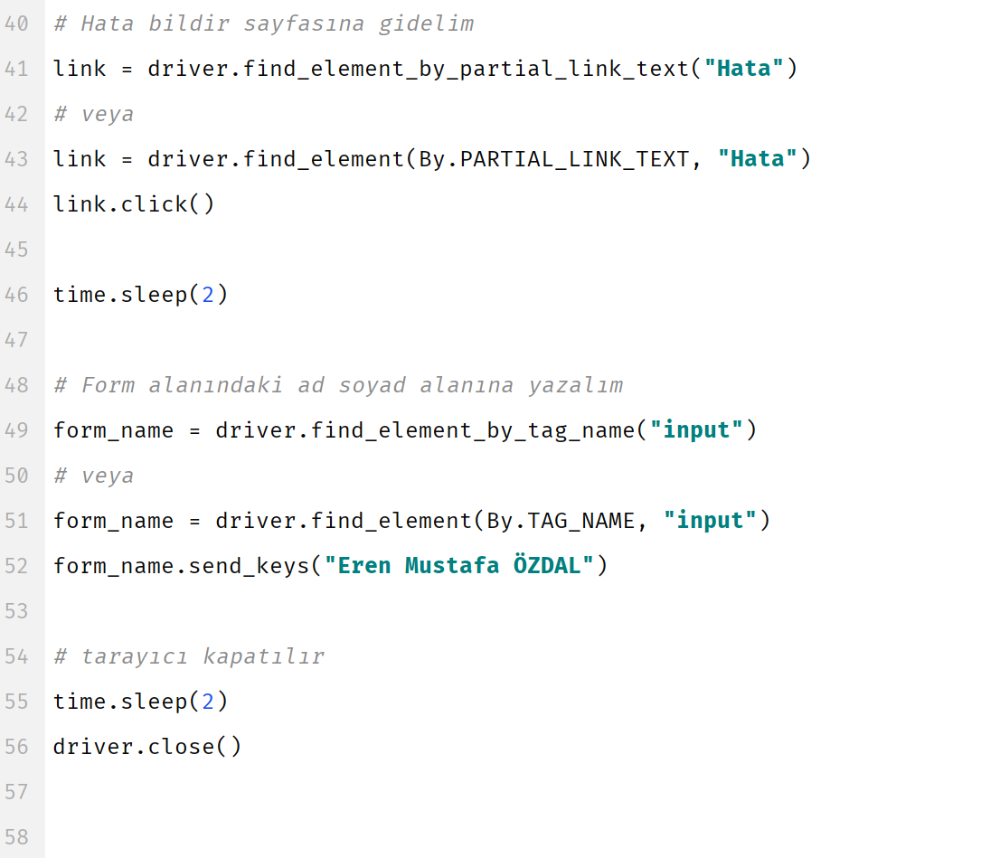 40 # Hata bildir sayfasına gidelim
41 link = driver.find_element_by_partial_link_text("Hata")
42 # veya
43 link = driver.find_element(By.PARTIAL_LINK_TEXT, "Hata")
44 link.click()
45
46 time.sleep(2)
47
48 # Form alanındaki ad soyad alanına yazalım
49 form_name = driver.find_element_by_tag_name("input")
50 # veya
51 form_name = driver.find_element(By.TAG_NAME, "input")
52 form_name.send_keys("Eren Mustafa ÖZDAL")
53
54 # tarayıcı kapatılır
55 time.sleep(2)
56 driver.close()
57
58